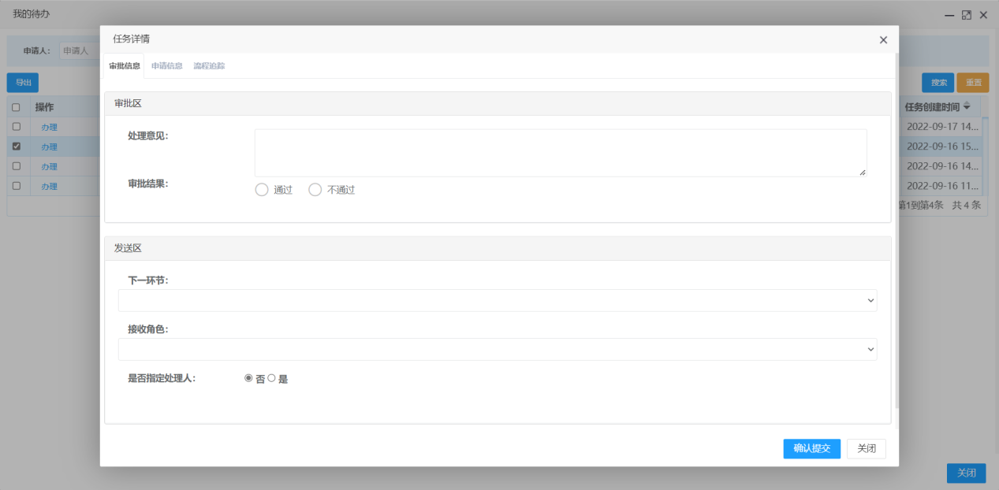 我的待办
任务详情
申请人： 申请人
审批信息 申请信息 流程追踪
导出
搜索 重置
审批区
操作
任务创建时间
处理意见：
办理
2022-09-17 14...
办理
2022-09-16 15...
办理
2022-09-16 14...
审批结果：
通过 不通过
办理
2022-09-16 11...
第1到第4条 共 4 条
发送区
下一环节：
接收角色：
是否指定处理人：
否 是
确认提交 关闭
关闭